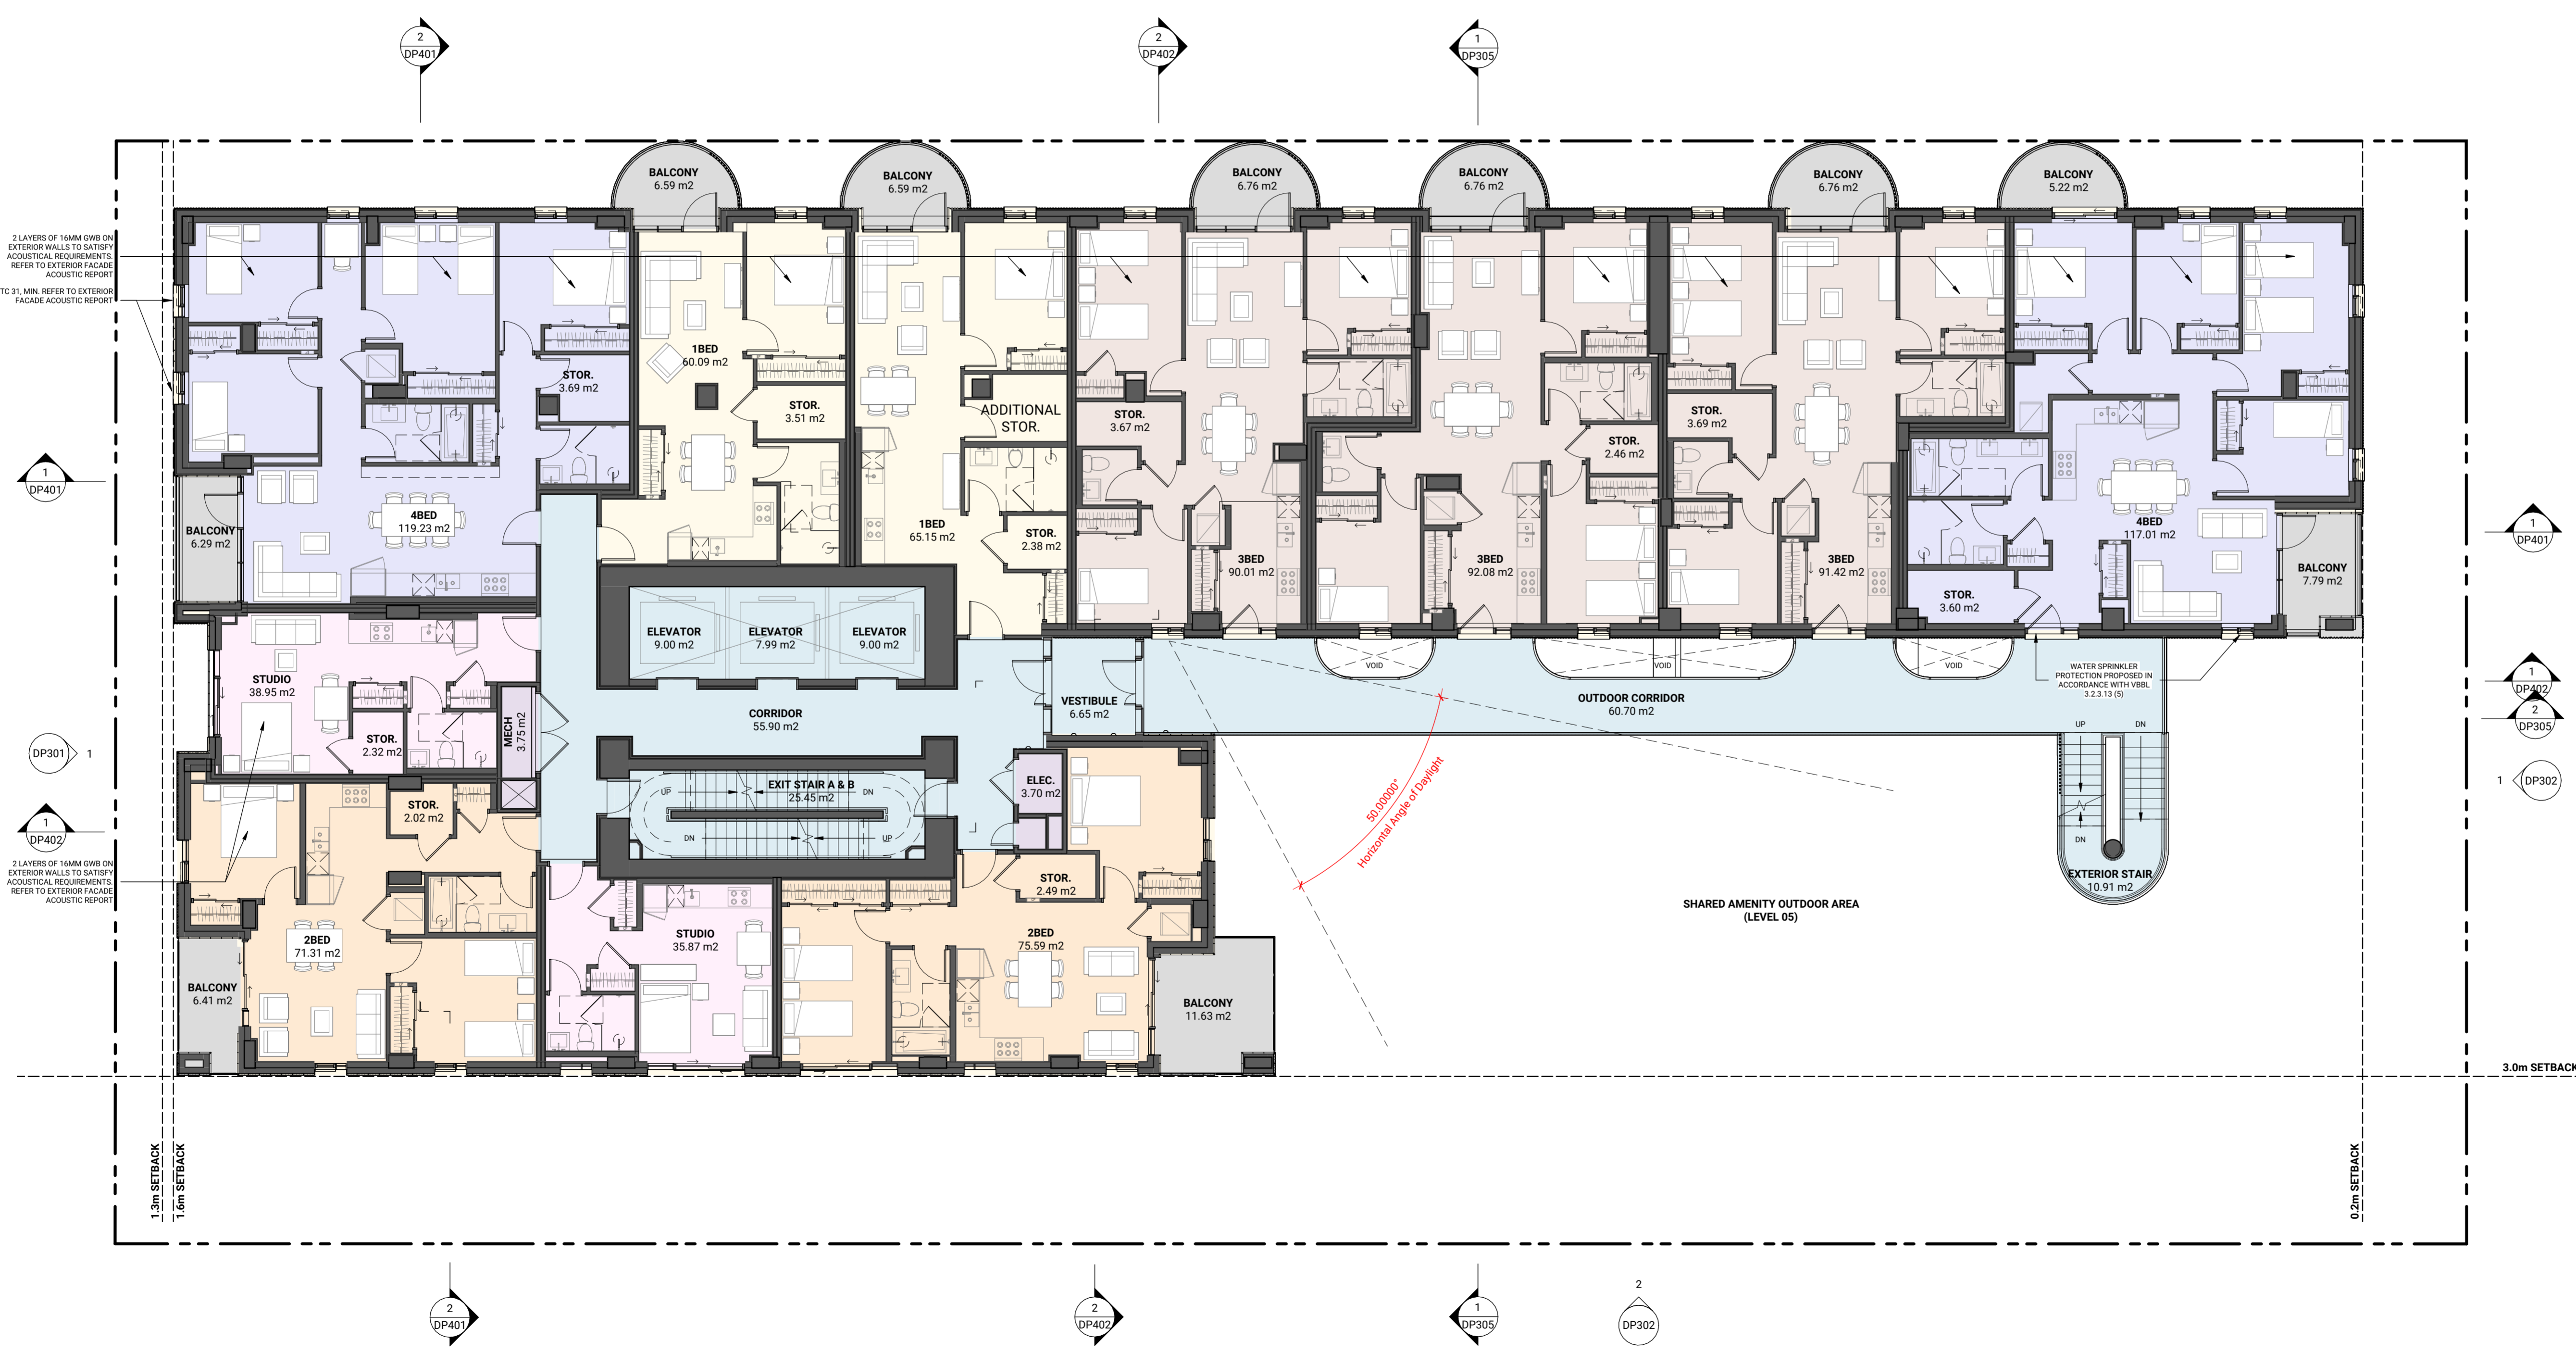 2
DP401
2
DP402
1
DP305
BALCONY
6.59 m2
BALCONY
6.59 m2
BALCONY
6.76 m2
BALCONY
6.76 m2
BALCONY
6.76 m2
BALCONY
5.22 m2
2 LAYERS OF 16MM GWB ON
EXTERIOR WALLS TO SATISFY
ACOUSTICAL REQUIREMENTS.
REFER TO EXTERIOR FACADE
ACOUSTIC REPORT
TC 31, MIN. REFER TO EXTERIOR
FACADE ACOUSTIC REPORT
STOR.
3.69 m2
1BED
60.09 m2
STOR.
3.51 m2
ADDITIONAL
STOR.
STOR.
3.67 m2
STOR.
2.46 m2
STOR.
3.69 m2
1
DP401
BALCONY
6.29 m2
4BED
119.23 m2
1BED
65.15 m2
STOR.
2.38 m2
3BED
90.01 m2
3BED
92.08 m2
3BED
91.42 m2
4BED
117.01 m2
STOR.
3.60 m2
BALCONY
7.79 m2
1
DP401
ELEVATOR
9.00 m2
ELEVATOR
7.99 m2
ELEVATOR
9.00 m2
VOID
VOID
VOID
WATER SPRINKLER
PROTECTION PROPOSED IN
ACCORDANCE WITH VBBL
3.2.3.13 (5)
1
DP402
2
DP305
STUDIO
38.95 m2
STOR.
2.32 m2
MECH
3.75 m2
CORRIDOR
55.90 m2
VESTIBULE
6.65 m2
OUTDOOR CORRIDOR
60.70 m2
UP
DN
DN
DP301
1
1
DP302
EXIT STAIR A & B
25.45 m2
UP
DN
DN
UP
ELEC.
3.70 m2
50.00000°
Horizontal Angle of Daylight
STOR.
2.02 m2
1
DP402
2 LAYERS OF 16MM GWB ON
EXTERIOR WALLS TO SATISFY
ACOUSTICAL REQUIREMENTS.
REFER TO EXTERIOR FACADE
ACOUSTIC REPORT
STOR.
2.49 m2
EXTERIOR STAIR
10.91 m2
SHARED AMENITY OUTDOOR AREA
(LEVEL 05)
2BED
71.31 m2
STUDIO
35.87 m2
2BED
75.59 m2
BALCONY
6.41 m2
BALCONY
11.63 m2
3.0m SETBACK
1.3m SETBACK
1.6m SETBACK
0.2m SETBACK
2
DP401
2
DP402
1
DP305
2
DP302